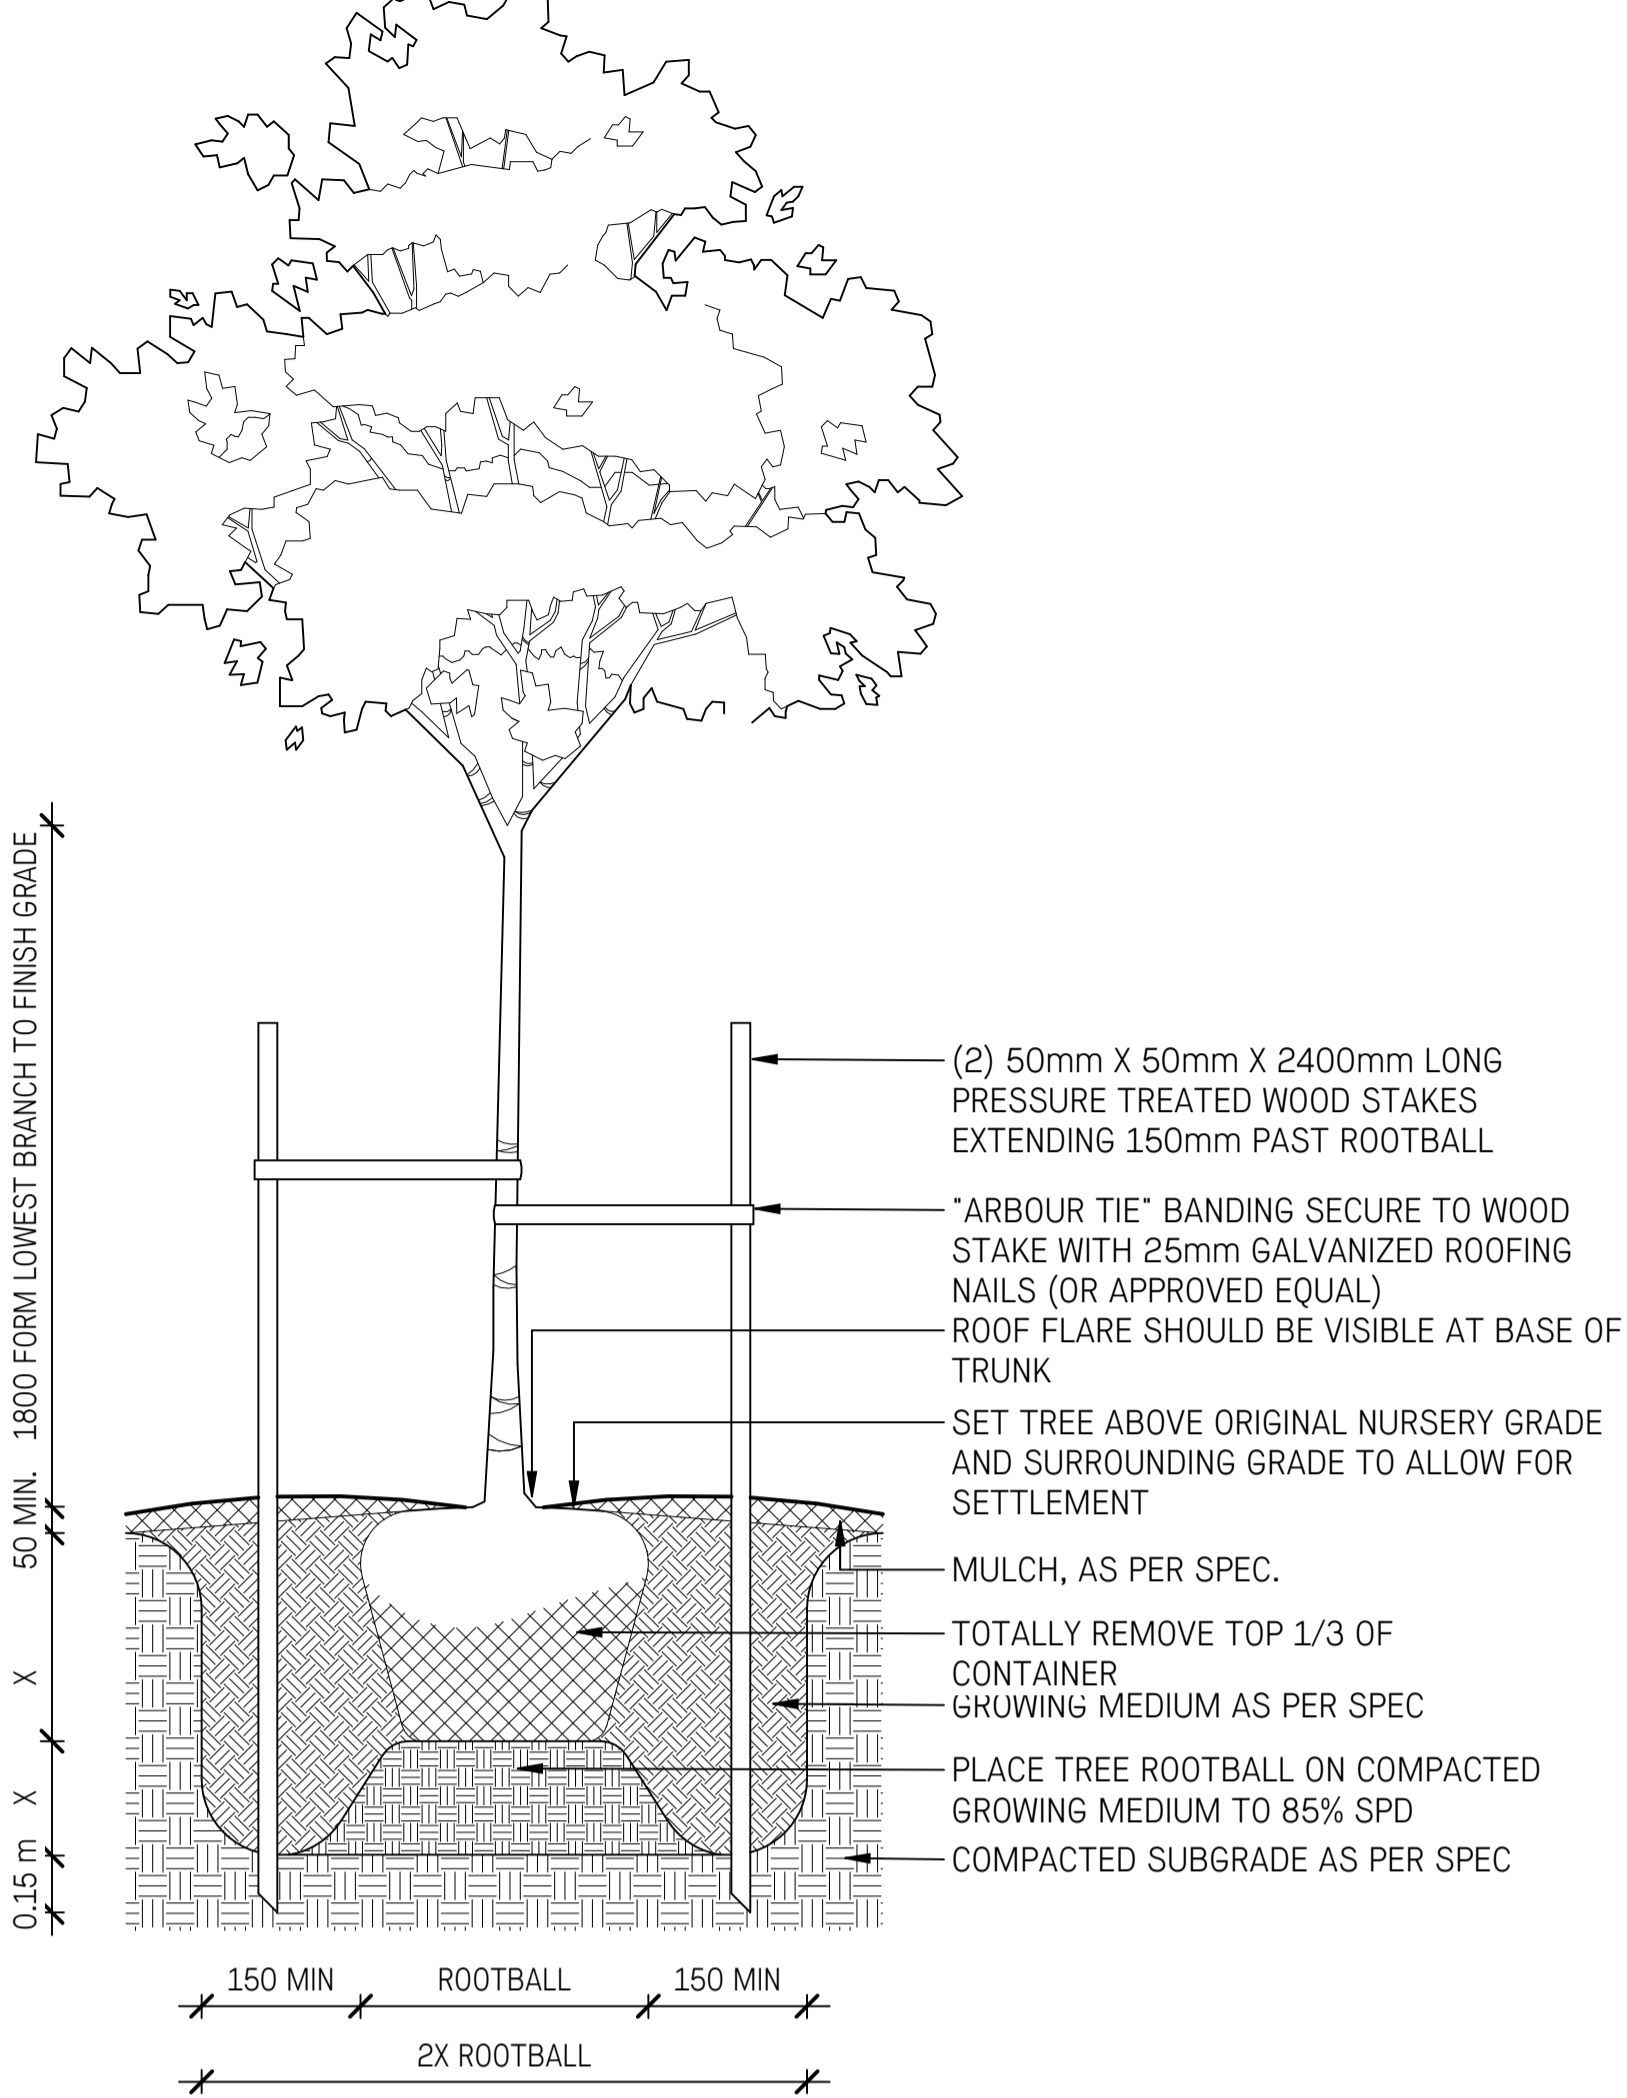 1800 FORM LOWEST BRANCH TO FINISH GRADE
50 MIN.
X
X
0.15 m
(2) 50mm X 50mm X 2400mm LONG
PRESSURE TREATED WOOD STAKES
EXTENDING 150mm PAST ROOTBALL
"ARBOUR TIE" BANDING SECURE TO WOOD
STAKE WITH 25mm GALVANIZED ROOFING
NAILS (OR APPROVED EQUAL)
ROOF FLARE SHOULD BE VISIBLE AT BASE OF
TRUNK
SET TREE ABOVE ORIGINAL NURSERY GRADE
AND SURROUNDING GRADE TO ALLOW FOR
SETTLEMENT
MULCH, AS PER SPEC.
TOTALLY REMOVE TOP 1/3 OF
CONTAINER
GROWING MEDIUM AS PER SPEC
PLACE TREE ROOTBALL ON COMPACTED
GROWING MEDIUM TO 85% SPD
COMPACTED SUBGRADE AS PER SPEC
150 MIN ROOTBALL 150 MIN
2X ROOTBALL